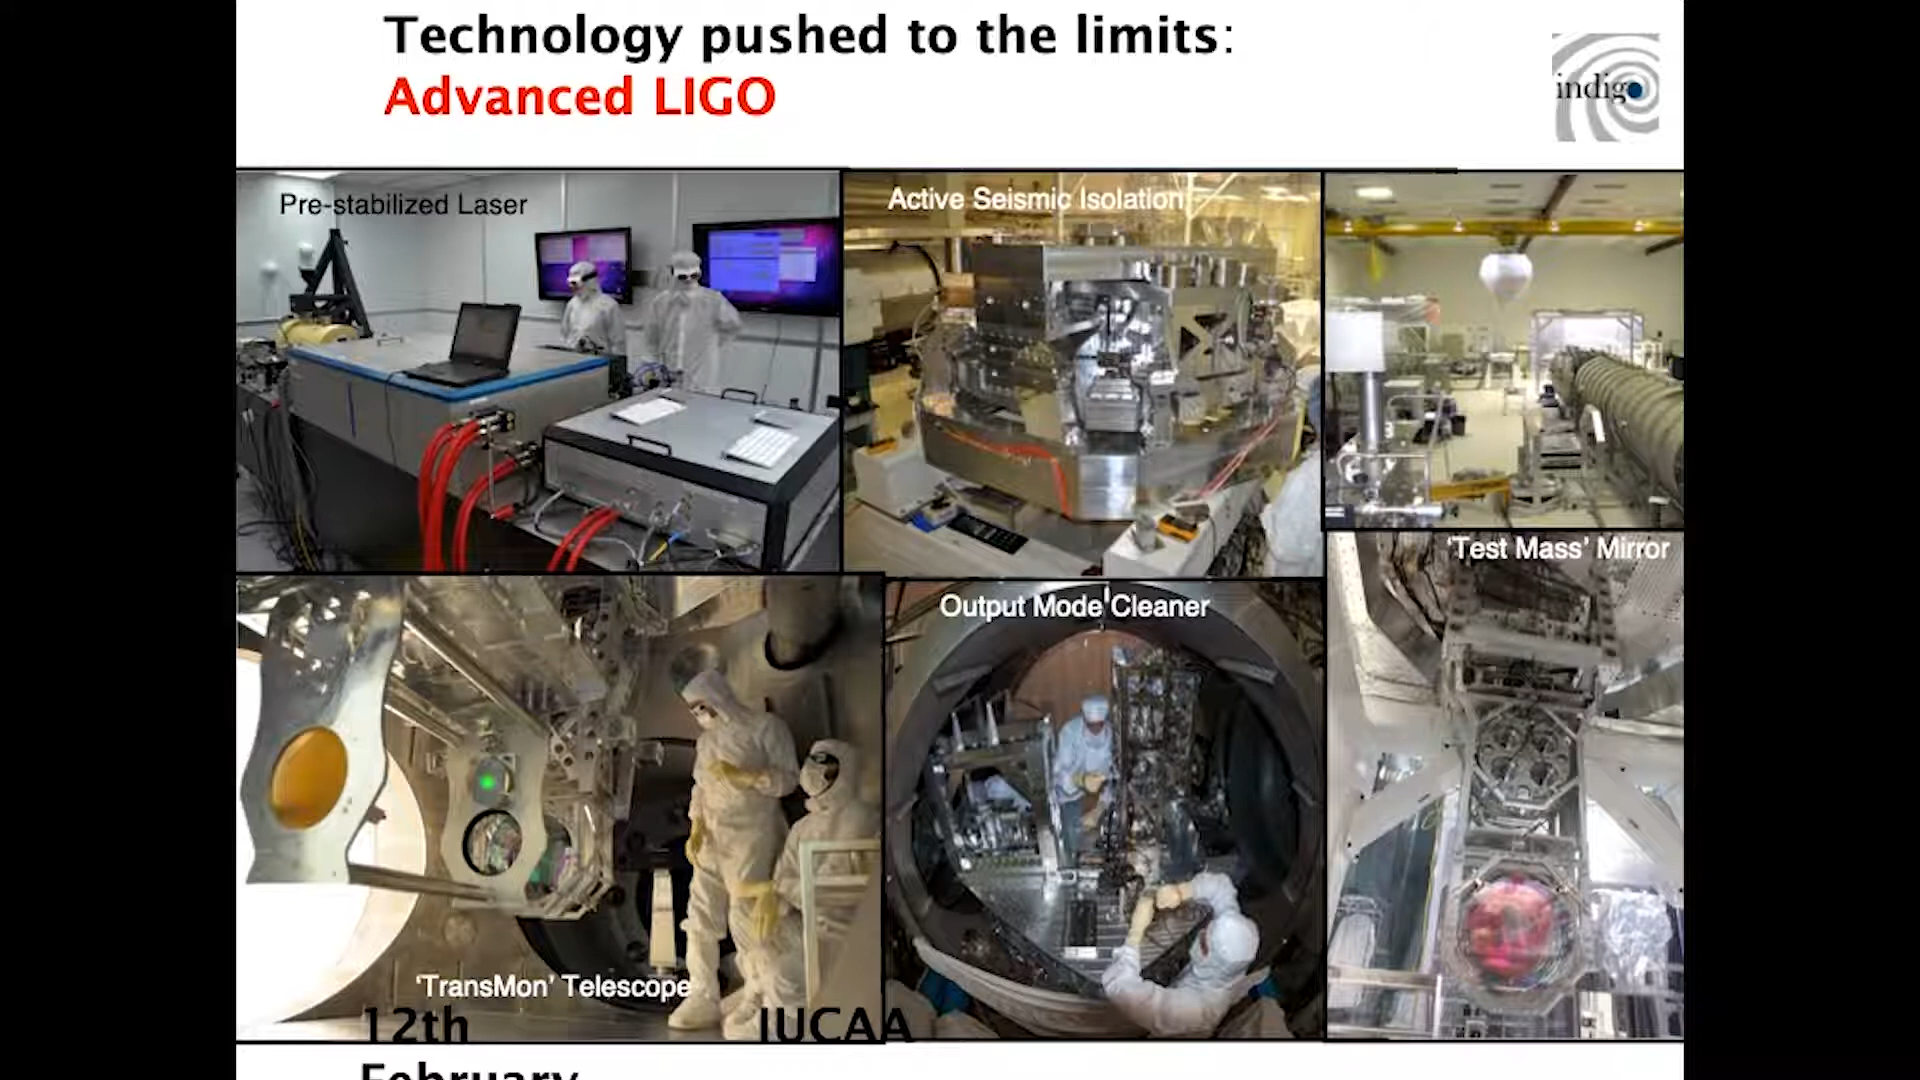 Technology pushed to the limits:
Advanced LIGO
indigo
Pre-stabilized Laser
Active Seismic Isolation
'Test Mass' Mirror
Output Mode Cleaner
'TransMon' Telescope
12th
IUCAA
February